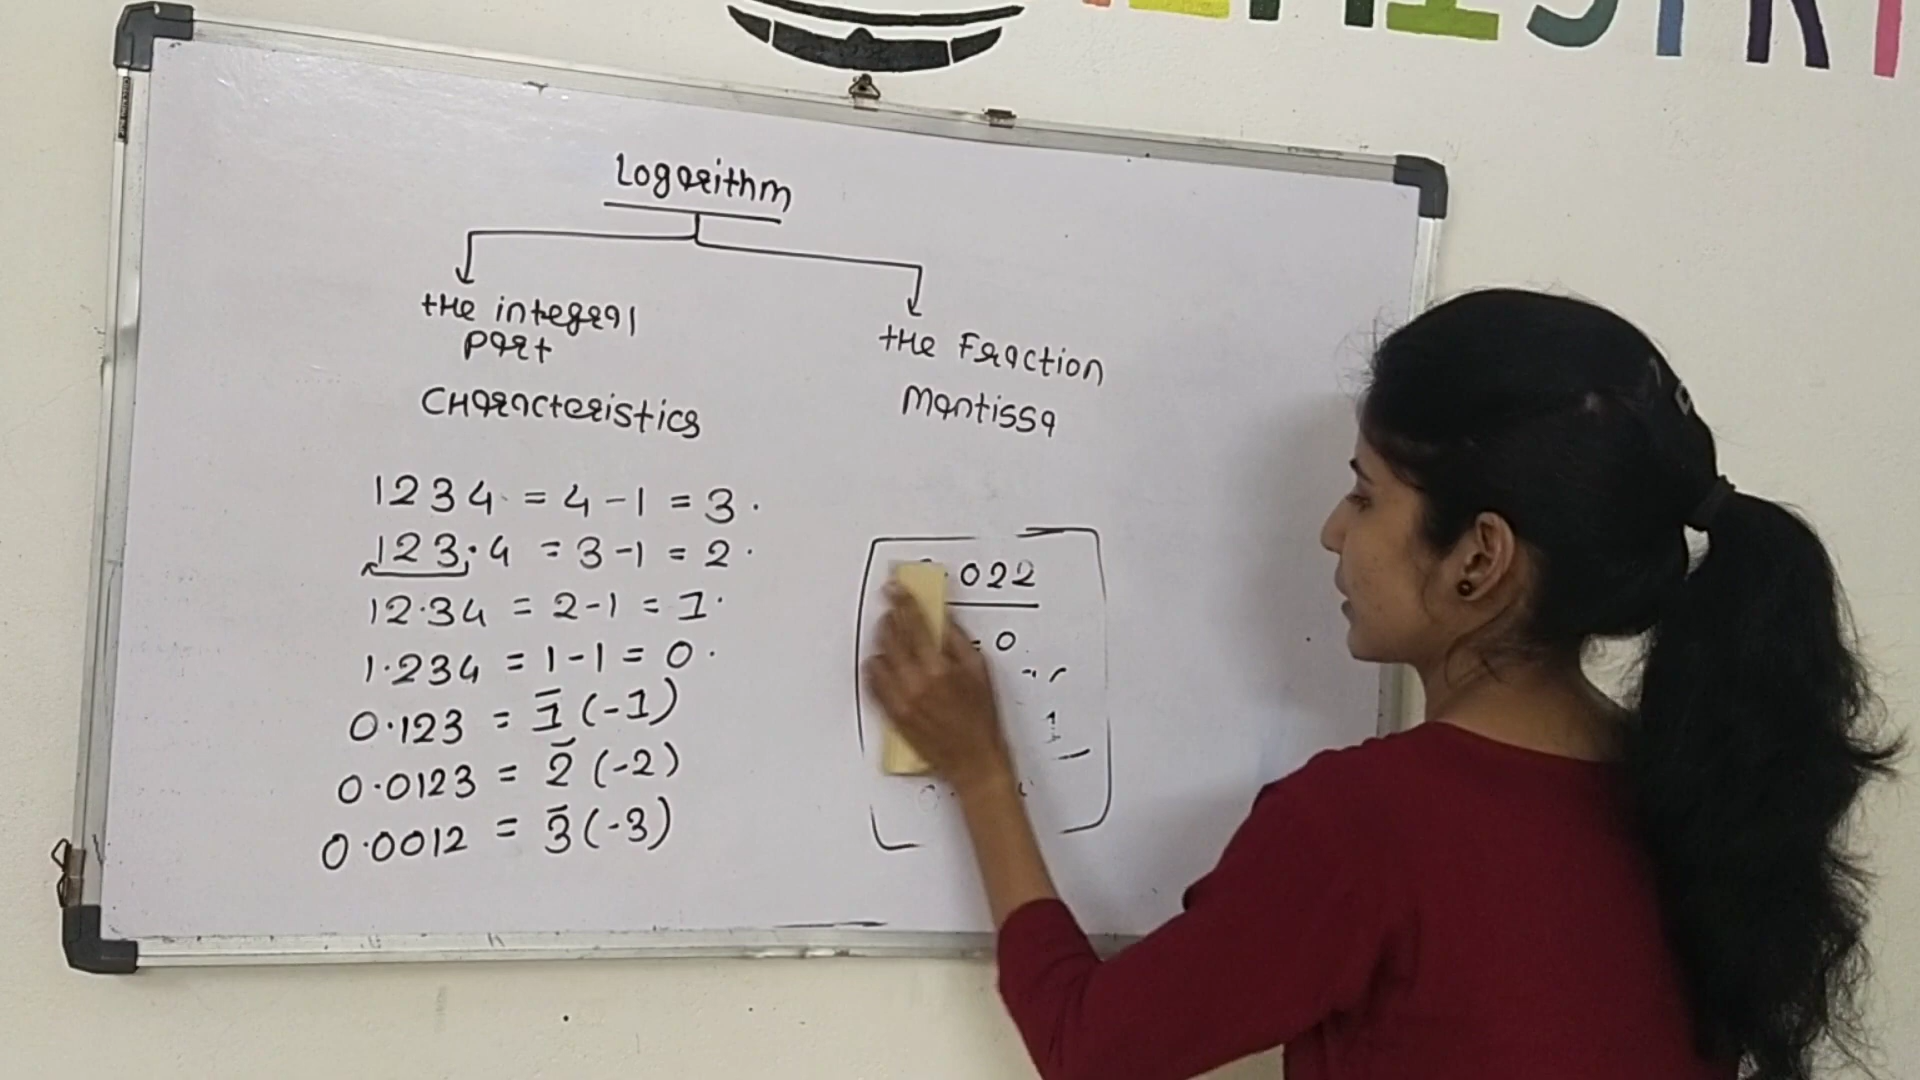 Logarithm
the integral
part
Characteristics
the Fraction
Mantissa
1234 = 4-1 = 3.
123.4 = 3-1 = 2.
12.34 = 2-1 = 1.
1.234 = 1-1 = 0.
0.123 = 1̄ (-1)
0.0123 = 2̄ (-2)
0.0012 = 3̄ (-3)
.022
= 0